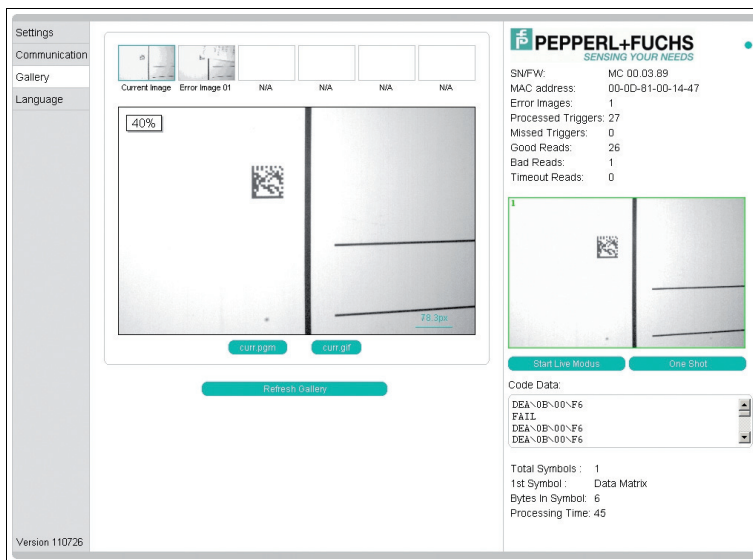 Settings
Communication
Gallery
Language
Version 110726
Current Image
Error Image 01
N/A
N/A
N/A
N/A
40%
78.3px
curr.pgm
curr.gif
Refresh Gallery
PEPPERL+FUCHS
SENSING YOUR NEEDS
SN/FW: MC 00.03.89
MAC address: 00-0D-81-00-14-47
Error Images: 1
Processed Triggers: 27
Missed Triggers: 0
Good Reads: 26
Bad Reads: 1
Timeout Reads: 0
1
Start Live Modus
One Shot
Code Data:
DEA\0B\00\F6
FAIL
DEA\0B\00\F6
DEA\0B\00\F6
Total Symbols : 1
1st Symbol : Data Matrix
Bytes In Symbol: 6
Processing Time: 45